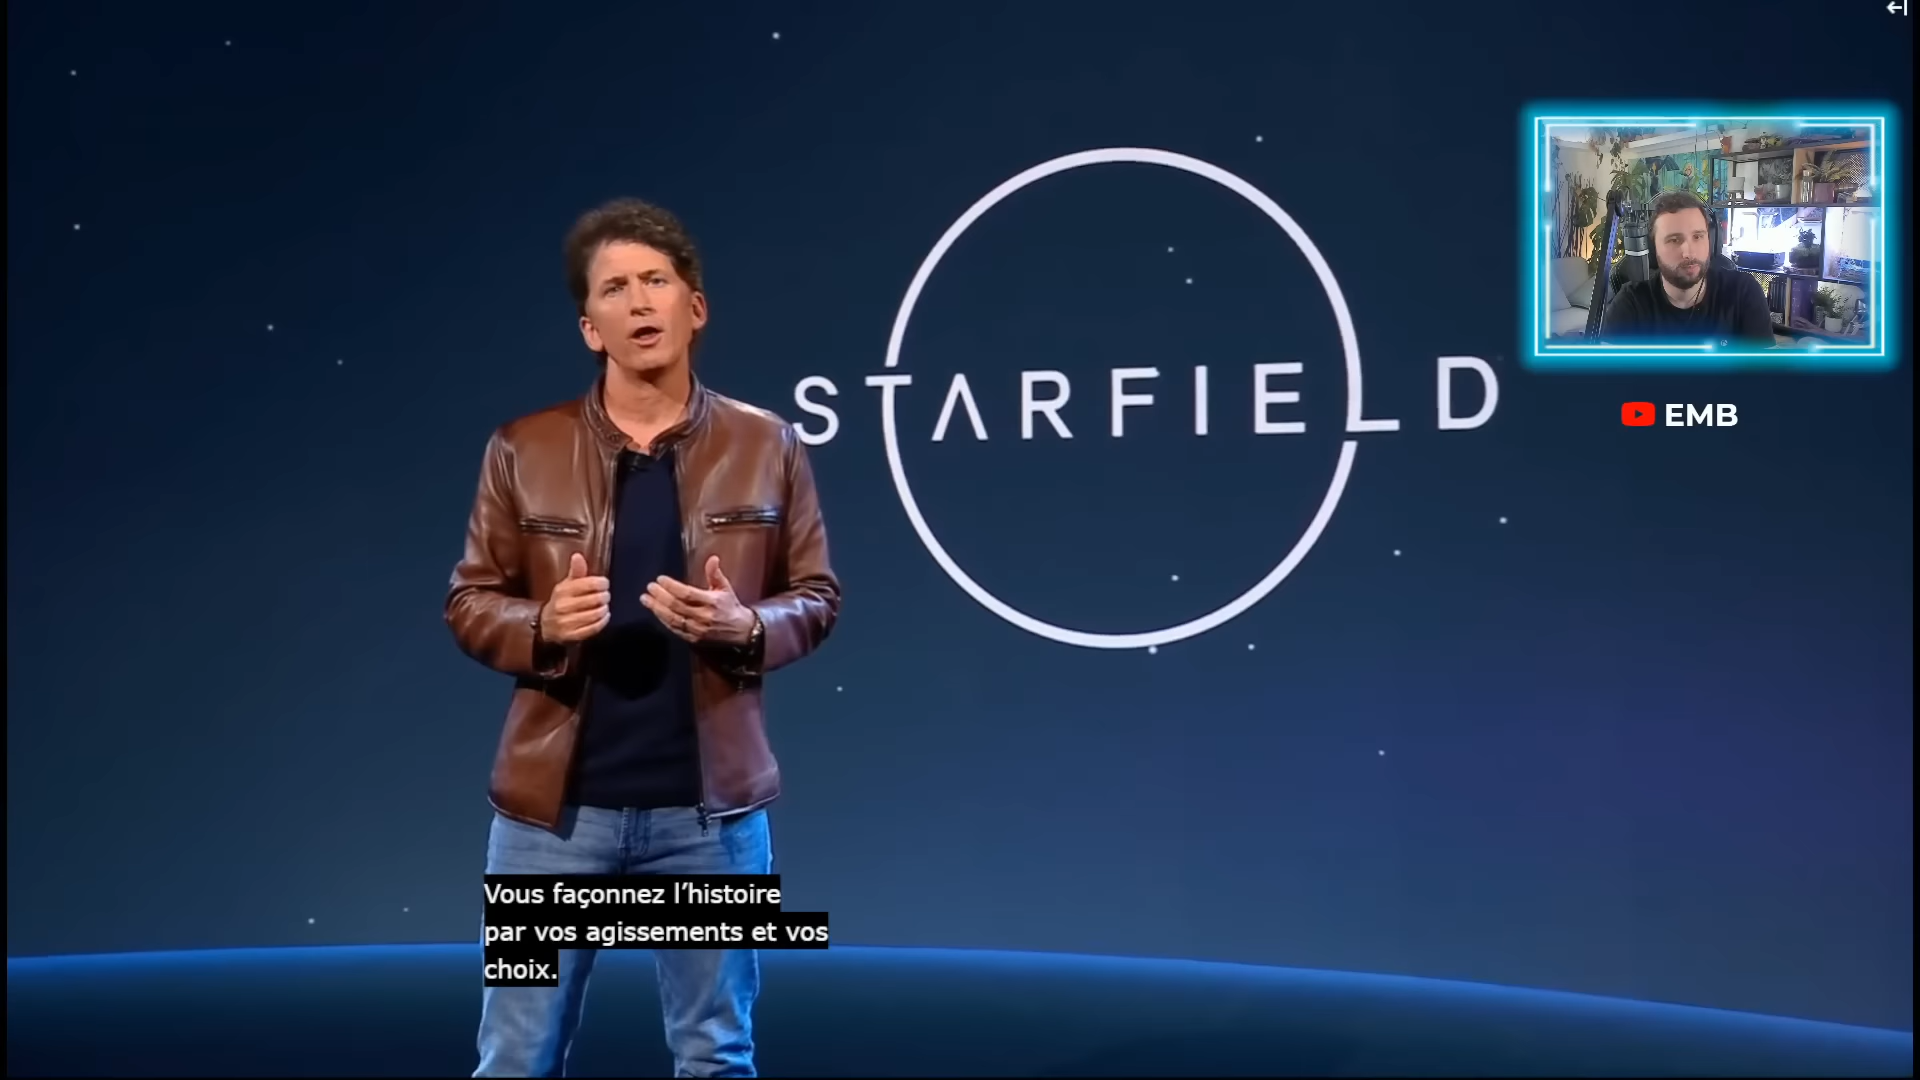 STARFIELD
EMB
Vous façonnez l’histoire
par vos agissements et vos
choix.